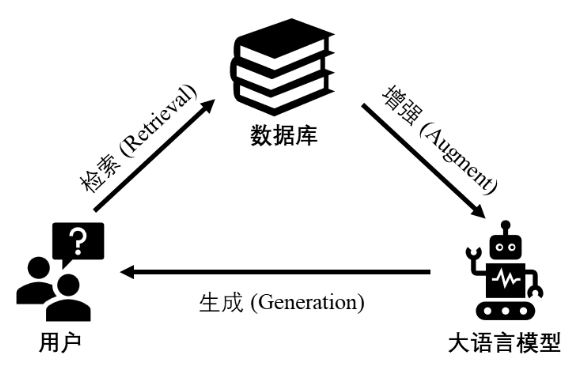 数据库
检索 (Retrieval)
增强 (Augment)
?
生成 (Generation)
用户
大语言模型